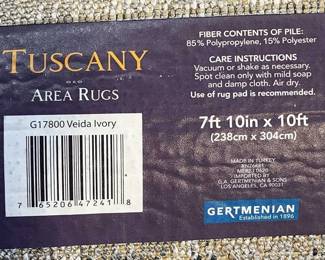 TUSCANY
AREA RUGS
G17800 Veida Ivory
7 65206 47241 8
FIBER CONTENTS OF PILE:
85% Polypropylene, 15% Polyester
CARE INSTRUCTIONS
Vacuum or shake as necessary.
Spot clean only with mild soap
and damp cloth. Air dry.
Use of rug pad is recommended.
7ft 10in x 10ft
(238cm x 304cm)
MADE IN TURKEY
IMPORTED BY
G.A. GERTMENIAN & SONS
LOS ANGELES, CA 90031
GERTMENIAN
Established in 1896